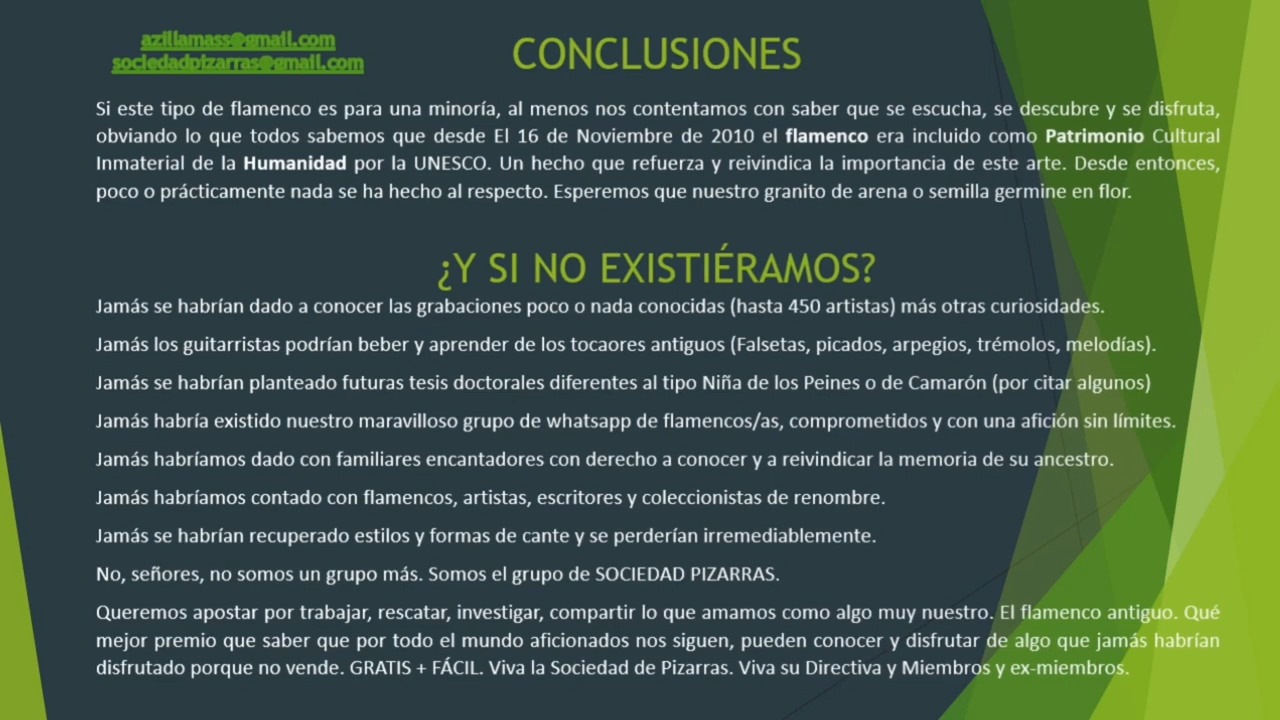 azillamass@gmail.com
sociedadpizarras@gmail.com
CONCLUSIONES
Si este tipo de flamenco es para una minoría, al menos nos contentamos con saber que se escucha, se descubre y se disfruta,
obviando lo que todos sabemos que desde El 16 de Noviembre de 2010 el flamenco era incluido como Patrimonio Cultural
Inmaterial de la Humanidad por la UNESCO. Un hecho que refuerza y reivindica la importancia de este arte. Desde entonces,
poco o prácticamente nada se ha hecho al respecto. Esperemos que nuestro granito de arena o semilla germine en flor.
¿Y SI NO EXISTIÉRAMOS?
Jamás se habrían dado a conocer las grabaciones poco o nada conocidas (hasta 450 artistas) más otras curiosidades.
Jamás los guitarristas podrían beber y aprender de los tocaores antiguos (Falsetas, picados, arpegios, trémolos, melodías).
Jamás se habrían planteado futuras tesis doctorales diferentes al tipo Niña de los Peines o de Camarón (por citar algunos)
Jamás habría existido nuestro maravilloso grupo de whatsapp de flamencos/as, comprometidos y con una afición sin límites.
Jamás habríamos dado con familiares encantadores con derecho a conocer y a reivindicar la memoria de su ancestro.
Jamás habríamos contado con flamencos, artistas, escritores y coleccionistas de renombre.
Jamás se habrían recuperado estilos y formas de cante y se perderían irremediablemente.
No, señores, no somos un grupo más. Somos el grupo de SOCIEDAD PIZARRAS.
Queremos apostar por trabajar, rescatar, investigar, compartir lo que amamos como algo muy nuestro. El flamenco antiguo. Qué
mejor premio que saber que por todo el mundo aficionados nos siguen, pueden conocer y disfrutar de algo que jamás habrían
disfrutado porque no vende. GRATIS + FÁCIL. Viva la Sociedad de Pizarras. Viva su Directiva y Miembros y ex-miembros.